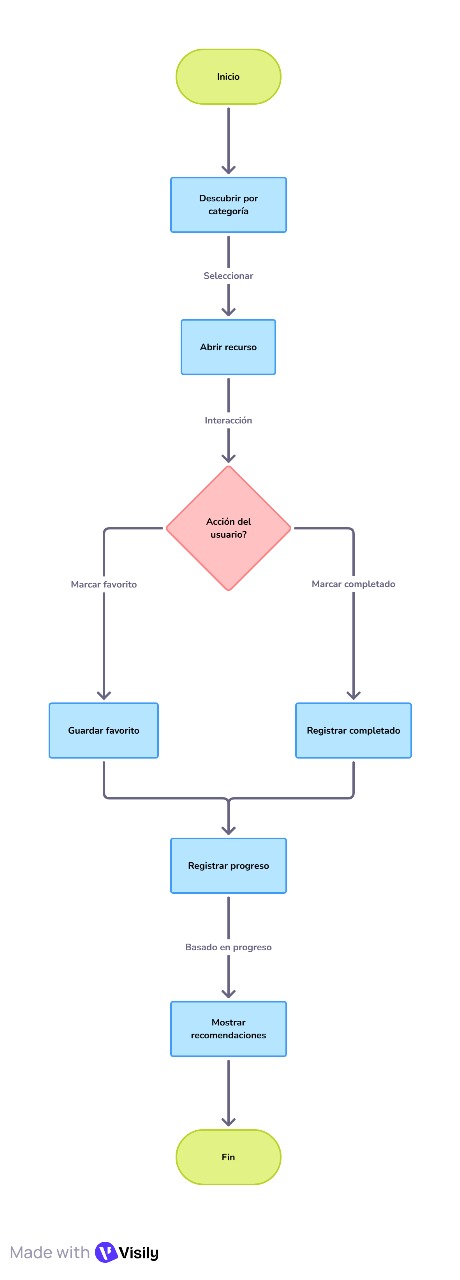 Inicio
Descubrir por
categoría
Seleccionar
Abrir recurso
Interacción
Acción del
usuario?
Marcar favorito
Marcar completado
Guardar favorito
Registrar completado
Registrar progreso
Basado en progreso
Mostrar
recomendaciones
Fin
Made with Visily